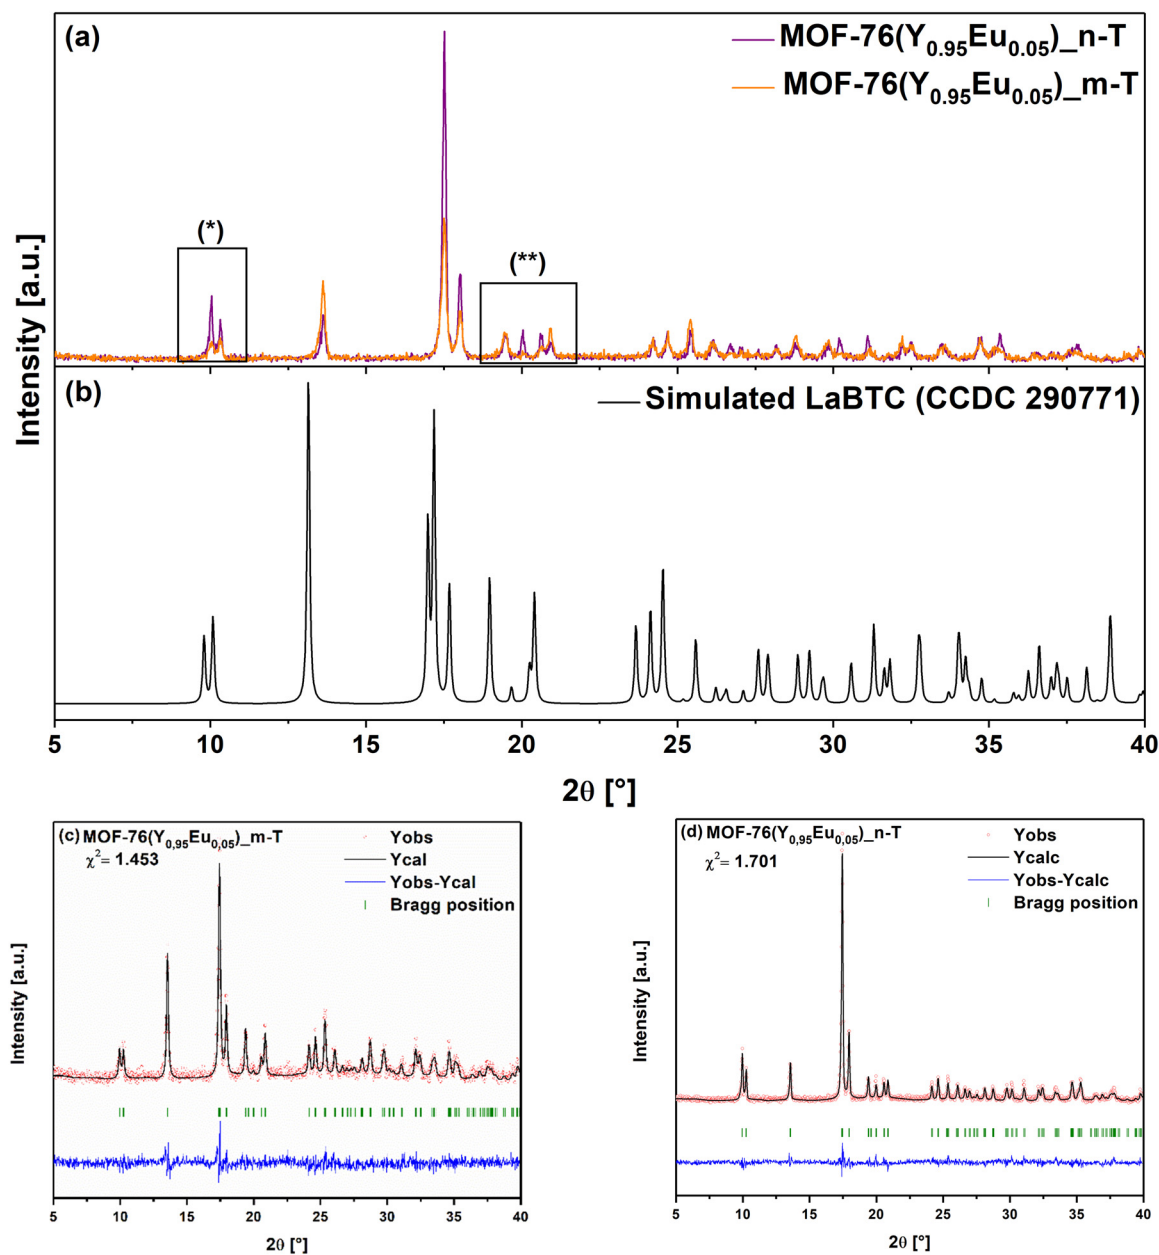 (a)
MOF-76(Y0.95Eu0.05)_n-T
MOF-76(Y0.95Eu0.05)_m-T
(*)
(**)
Intensity [a.u.]
(b)
Simulated LaBTC (CCDC 290771)
5 10 15 20 25 30 35 40
2θ [°]
(c) MOF-76(Y0,95Eu0,05)_m-T
χ2= 1.453
Yobs
Ycal
Yobs-Ycal
Bragg position
Intensity [a.u.]
5 10 15 20 25 30 35 40
2θ [°]
(d) MOF-76(Y0,95Eu0,05)_n-T
χ2= 1.701
Yobs
Ycalc
Yobs-Ycalc
Bragg position
Intensity [a.u.]
5 10 15 20 25 30 35 40
2θ [°]